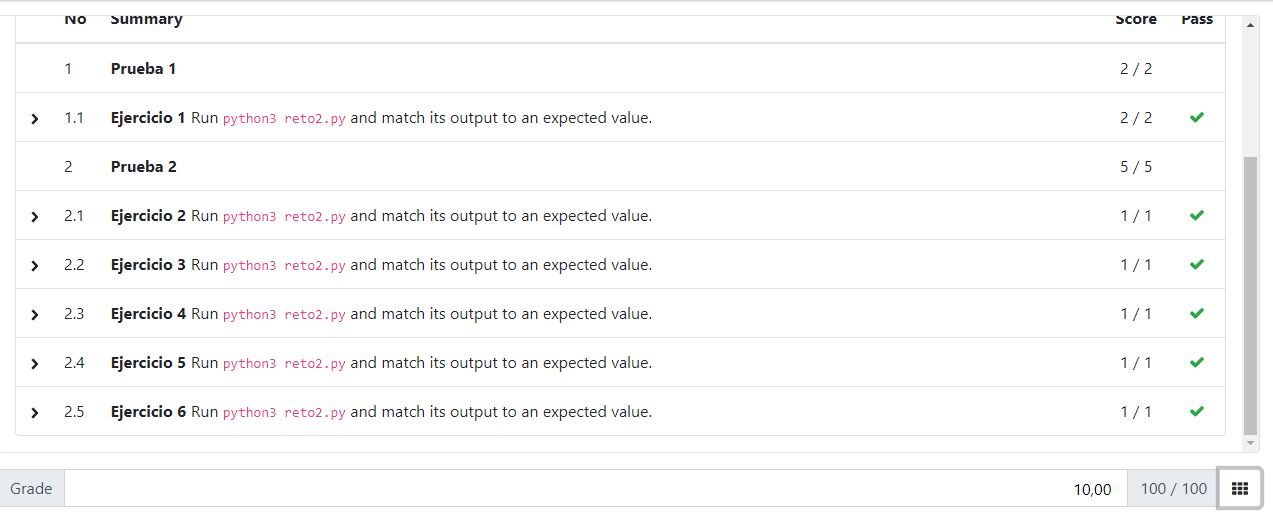 No Summary Score Pass
1 Prueba 1 2 / 2
1.1 Ejercicio 1 Run python3 reto2.py and match its output to an expected value. 2 / 2
2 Prueba 2 5 / 5
2.1 Ejercicio 2 Run python3 reto2.py and match its output to an expected value. 1 / 1
2.2 Ejercicio 3 Run python3 reto2.py and match its output to an expected value. 1 / 1
2.3 Ejercicio 4 Run python3 reto2.py and match its output to an expected value. 1 / 1
2.4 Ejercicio 5 Run python3 reto2.py and match its output to an expected value. 1 / 1
2.5 Ejercicio 6 Run python3 reto2.py and match its output to an expected value. 1 / 1
Grade 10,00 100 / 100